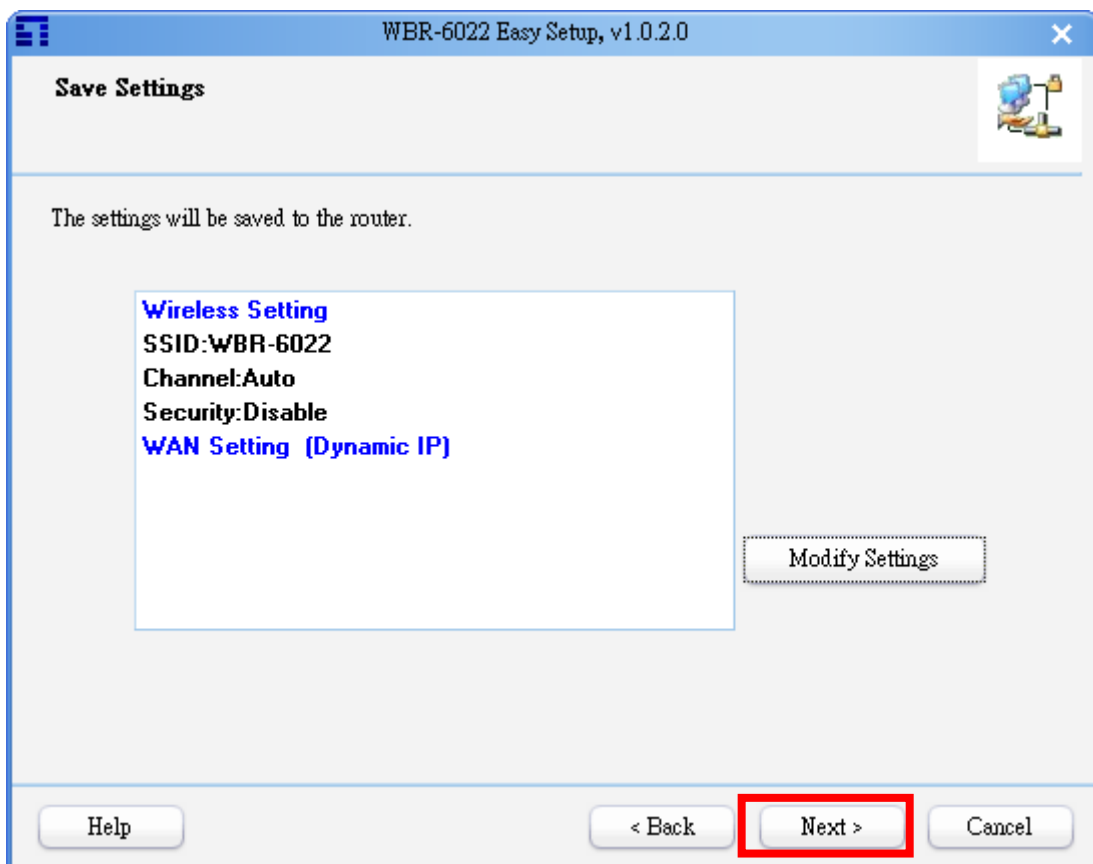 WBR-6022 Easy Setup, v1.0.2.0
Save Settings
The settings will be saved to the router.
Wireless Setting
SSID:WBR-6022
Channel:Auto
Security:Disable
WAN Setting (Dynamic IP)
Modify Settings
Help
< Back
Next >
Cancel